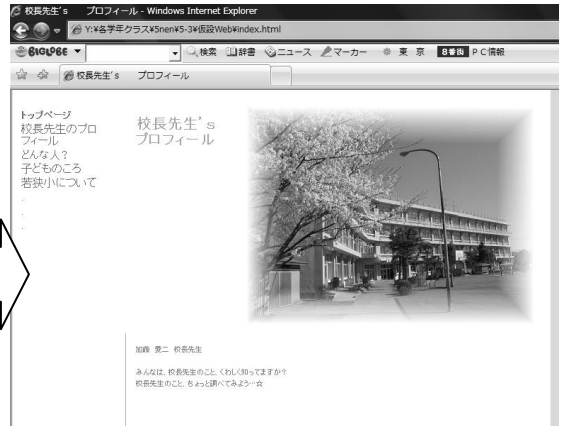 校長先生's プロフィール - Windows Internet Explorer
Y:¥各学年クラス¥5nen¥5-3¥仮設Web¥index.html
BIGLOBE
検索 辞書 ニュース マーカー 東 京 8番街 PC情報
校長先生's プロフィール
トップページ
校長先生のプロ
フィール
どんな人？
子どものころ
若狭小について
校長先生's
プロフィール
加藤 愛二 校長先生
みんなは、校長先生のこと、くわしく知ってますか？
校長先生のこと、ちょっと調べてみよう…☆